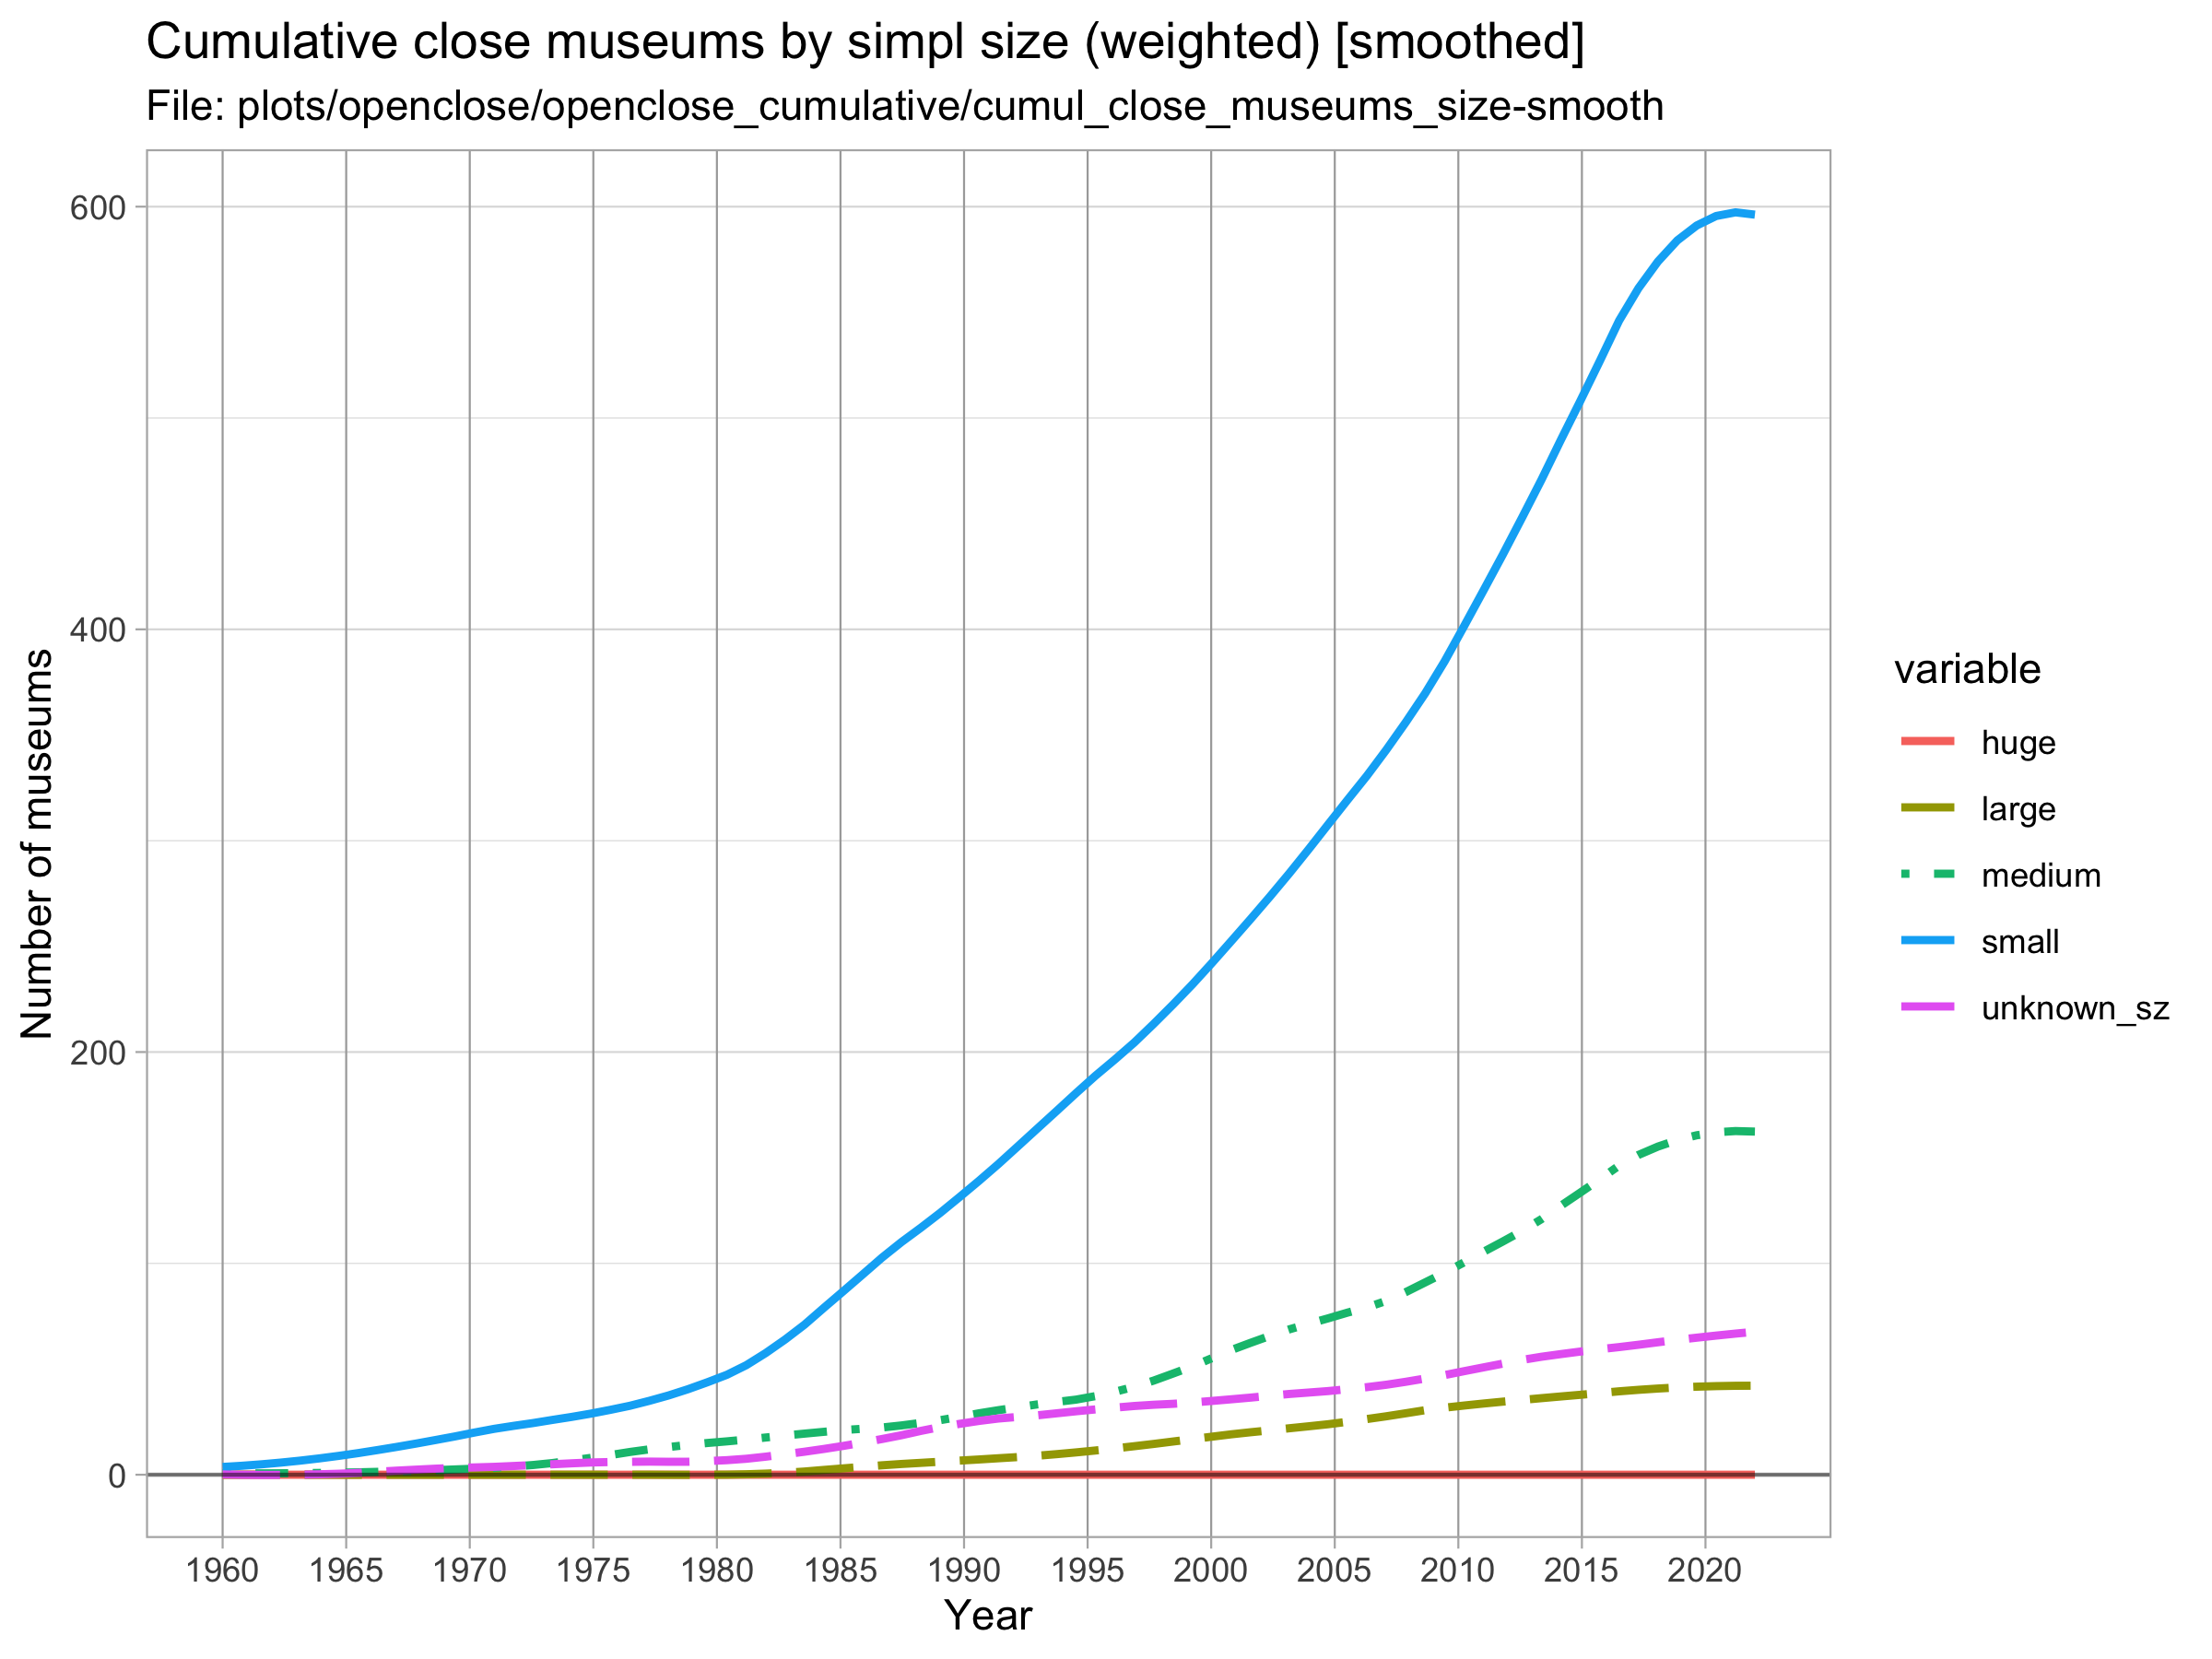 Cumulative close museums by simpl size (weighted) [smoothed]
File: plots/openclose/openclose_cumulative/cumul_close_museums_size-smooth
600
400
200
0
Number of museums
1960 1965 1970 1975 1980 1985 1990 1995 2000 2005 2010 2015 2020
Year
variable
huge
large
medium
small
unknown_sz